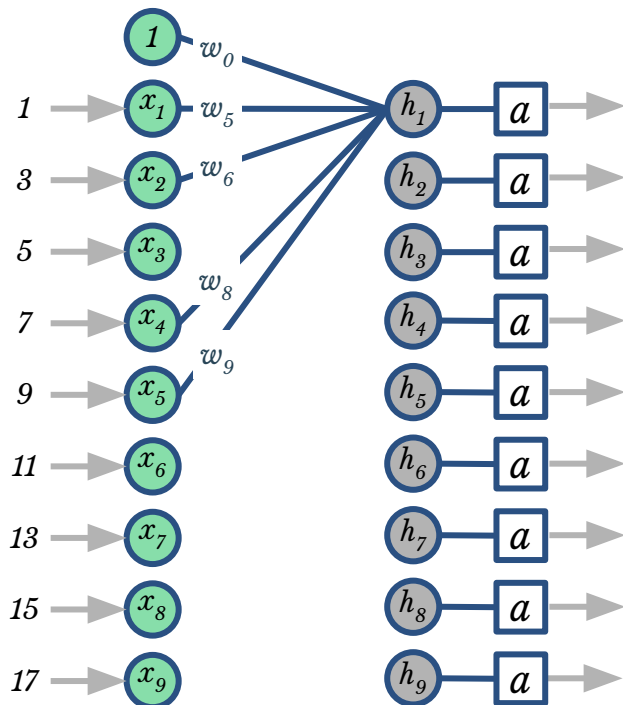 1 w₀
1 x₁ w₅ h₁ a
3 x₂ w₆ h₂ a
5 x₃ h₃ a
w₈
7 x₄ h₄ a
w₉
9 x₅ h₅ a
11 x₆ h₆ a
13 x₇ h₇ a
15 x₈ h₈ a
17 x₉ h₉ a